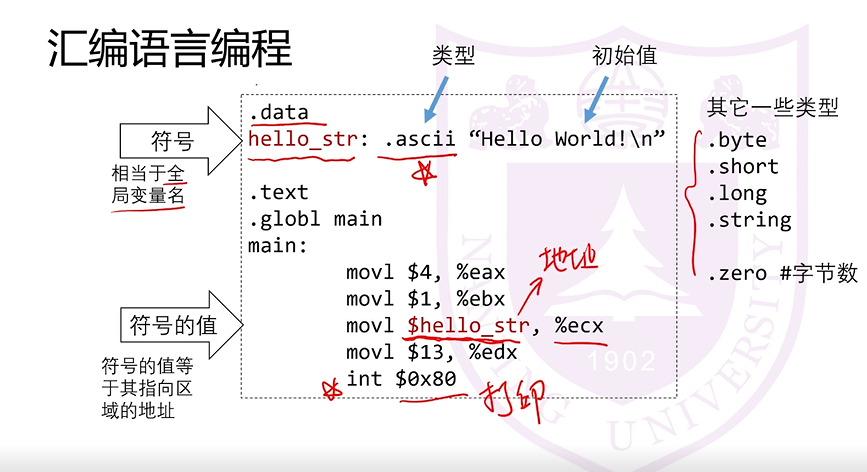 汇编语言编程
类型
初始值
.data
hello_str: .ascii “Hello World!\n”
符号
相当于全
局变量名
.text
.globl main
main:
movl $4, %eax
movl $1, %ebx
movl $hello_str, %ecx
movl $13, %edx
int $0x80
地址
打印
符号的值
符号的值等
于其指向区
域的地址
其它一些类型
.byte
.short
.long
.string
.zero #字节数
1902
UNIVERSITY